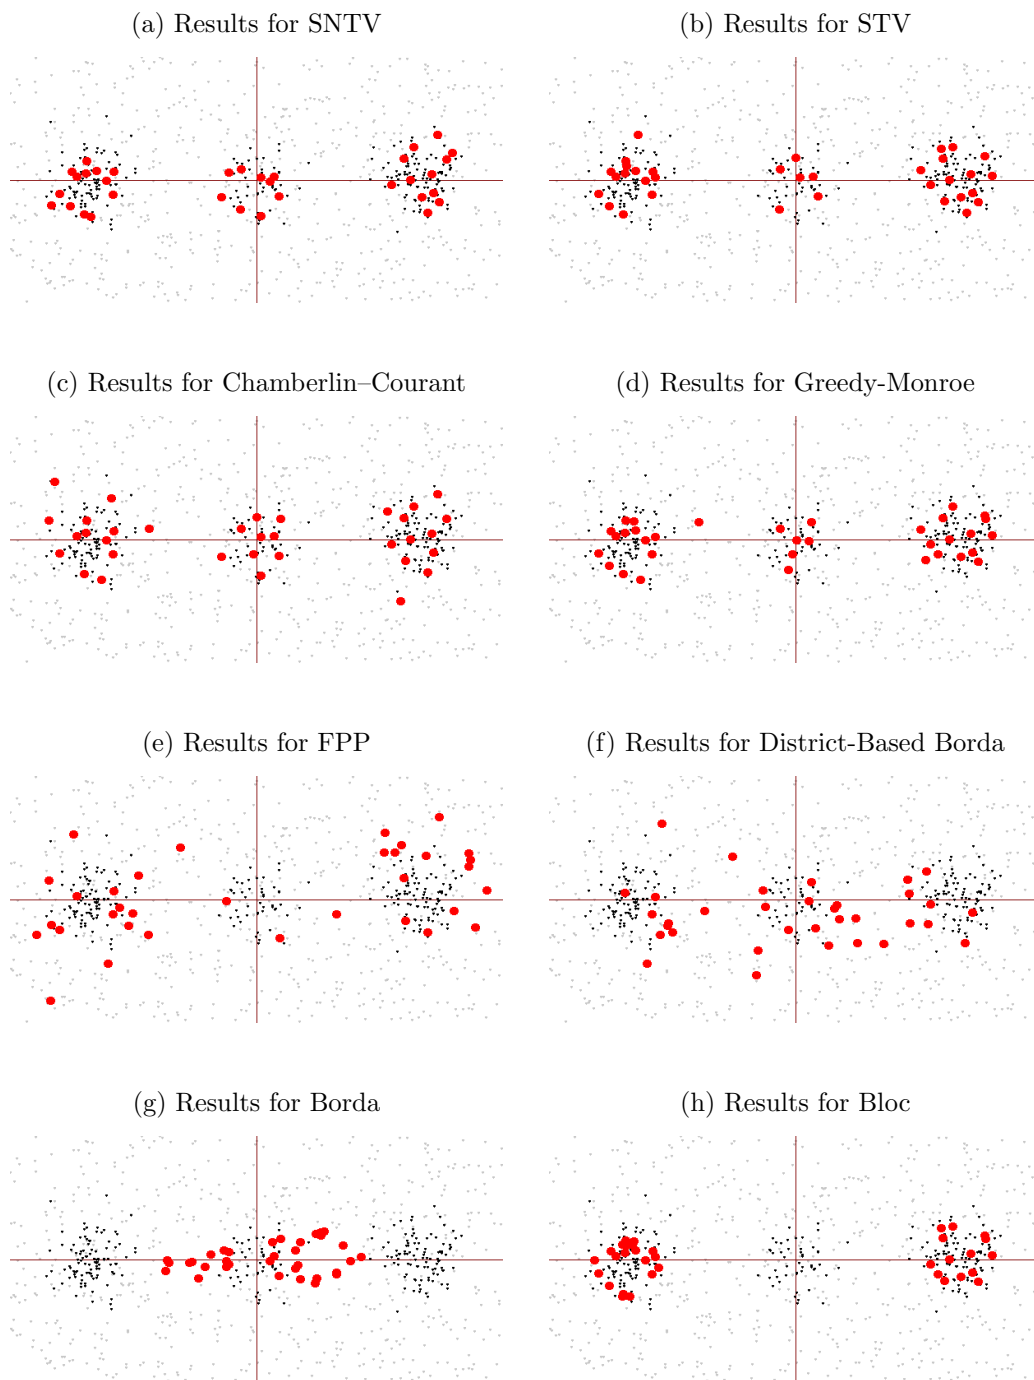 (a) Results for SNTV
(b) Results for STV
(c) Results for Chamberlin–Courant
(d) Results for Greedy-Monroe
(e) Results for FPP
(f) Results for District-Based Borda
(g) Results for Borda
(h) Results for Bloc